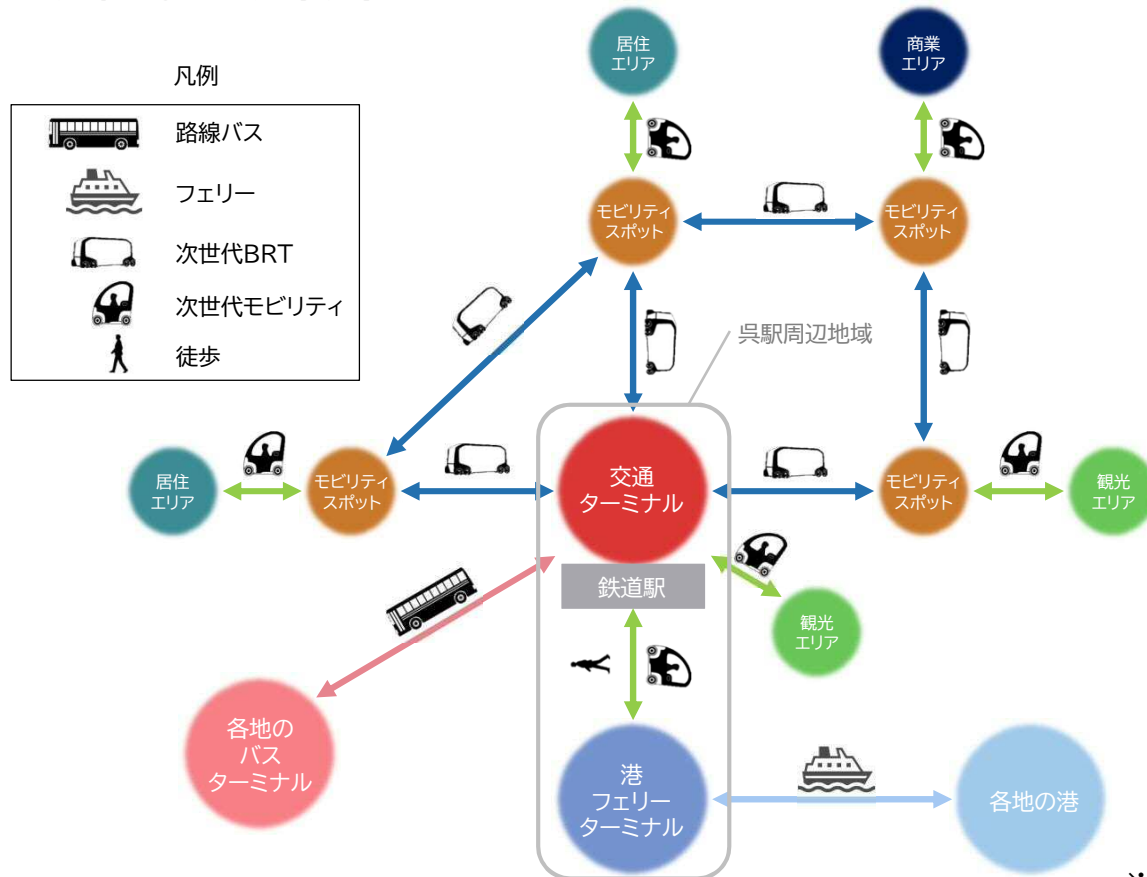 凡例
路線バス
フェリー
次世代BRT
次世代モビリティ
徒歩
居住
エリア
商業
エリア
モビリティ
スポット
モビリティ
スポット
呉駅周辺地域
居住
エリア
モビリティ
スポット
交通
ターミナル
モビリティ
スポット
観光
エリア
鉄道駅
観光
エリア
各地の
バス
ターミナル
港
フェリー
ターミナル
各地の港